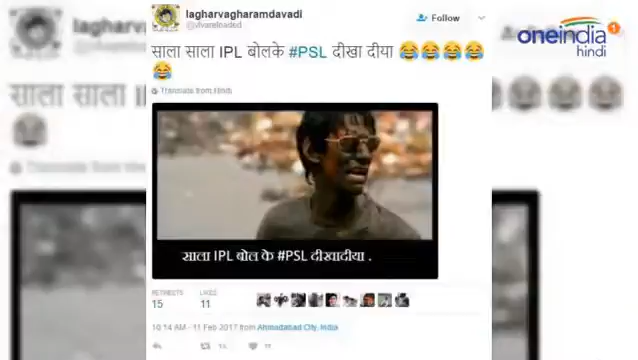 lagharvagharamdavadi
Follow
oneindia
hindi
साला साला IPL बोलके #PSL दीखा दीया 😂😂😂😂
😂
Translate from Hindi
साला IPL बोल के #PSL दीखादीया .
RETWEETS
LIKES
15
11
10:14 AM - 11 Feb 2017 from Ahmadabad City, India